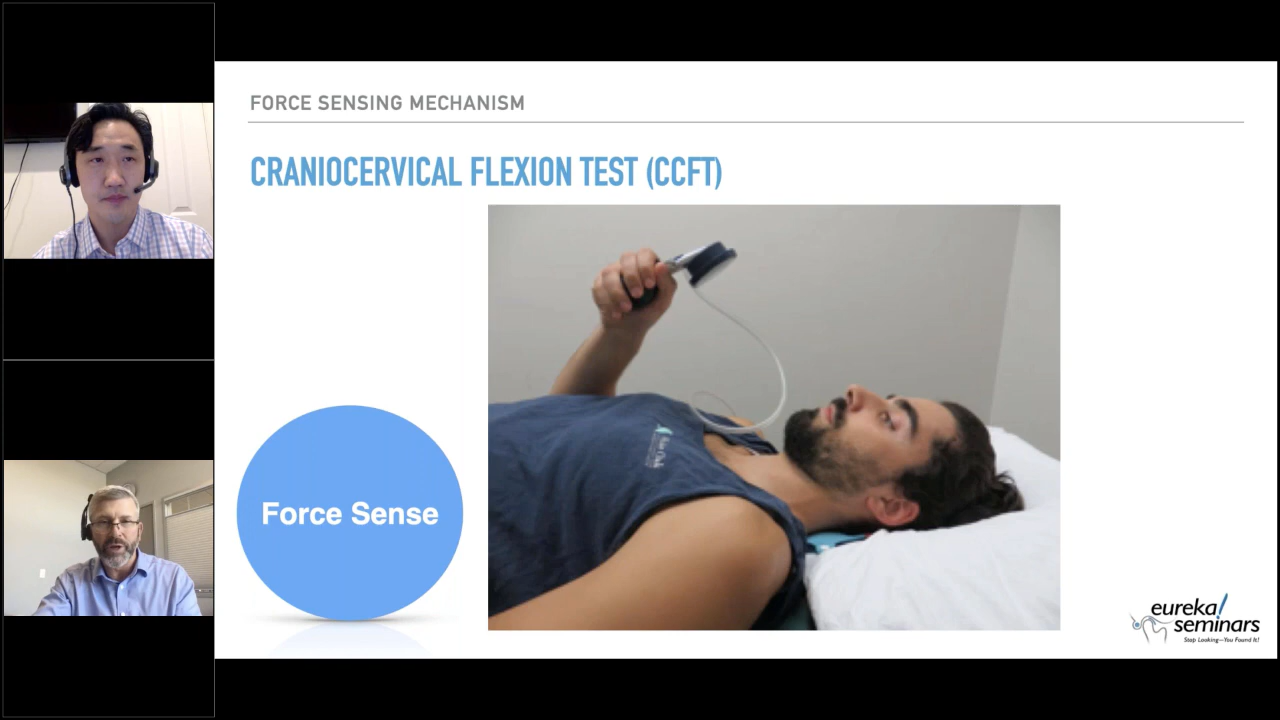 FORCE SENSING MECHANISM
CRANIOCERVICAL FLEXION TEST (CCFT)
Force Sense
eureka!
seminars
Stop Looking—You Found It!